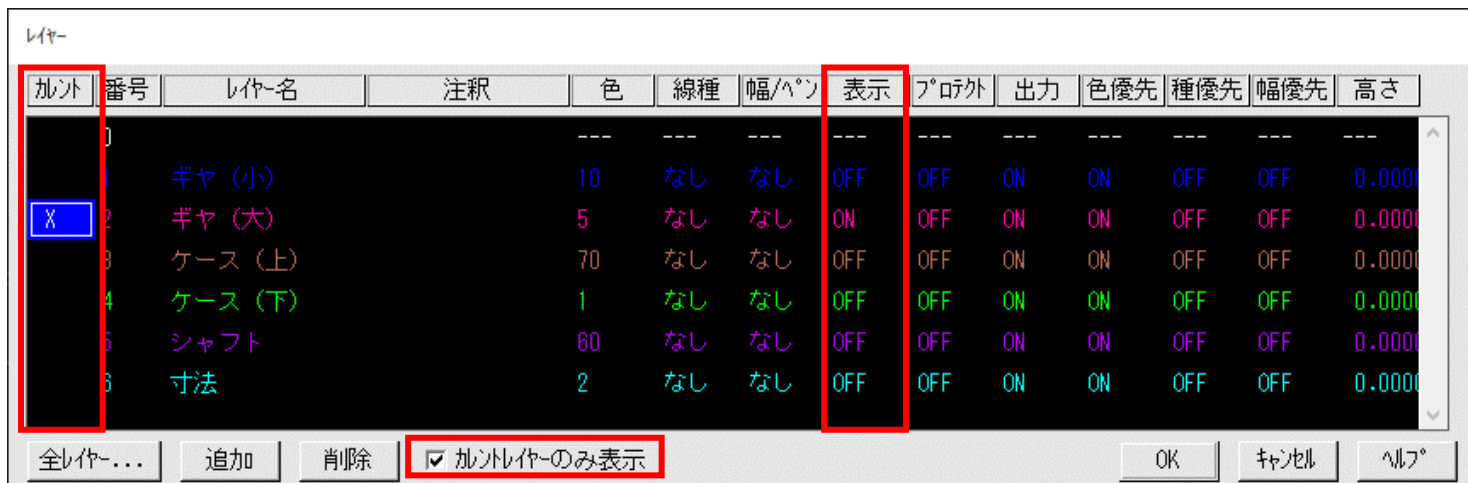 ﾚｲﾔｰ
ｶﾚﾝﾄ 番号 ﾚｲﾔｰ名 注釈 色 線種 幅/ﾍﾟﾝ 表示 ﾌﾟﾛﾃｸﾄ 出力 色優先 種優先 幅優先 高さ
0 --- --- --- --- --- --- --- --- --- ---
1 ギヤ（小） 10 なし なし OFF OFF ON ON OFF OFF 0.0000
X 2 ギヤ（大） 5 なし なし ON OFF ON ON OFF OFF 0.0000
3 ケース（上） 70 なし なし OFF OFF ON ON OFF OFF 0.0000
4 ケース（下） 1 なし なし OFF OFF ON ON OFF OFF 0.0000
5 シャフト 60 なし なし OFF OFF ON ON OFF OFF 0.0000
6 寸法 2 なし なし OFF OFF ON ON OFF OFF 0.0000
全ﾚｲﾔｰ... 追加 削除 ｶﾚﾝﾄﾚｲﾔｰのみ表示 OK ｷｬﾝｾﾙ ﾍﾙﾌﾟ